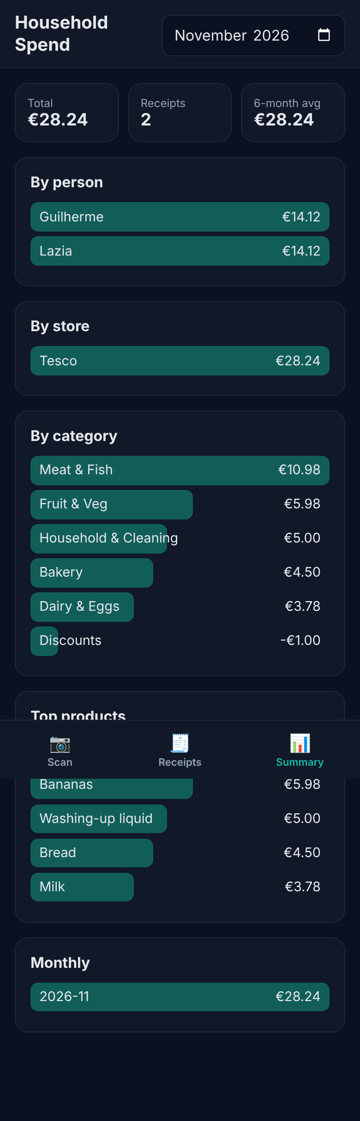 Household
Spend
November 2026
Total
€28.24
Receipts
2
6-month avg
€28.24
By person
Guilherme €14.12
Lazia €14.12
By store
Tesco €28.24
By category
Meat & Fish €10.98
Fruit & Veg €5.98
Household & Cleaning €5.00
Bakery €4.50
Dairy & Eggs €3.78
Discounts -€1.00
Top products
Scan
Receipts
Summary
Bananas €5.98
Washing-up liquid €5.00
Bread €4.50
Milk €3.78
Monthly
2026-11 €28.24